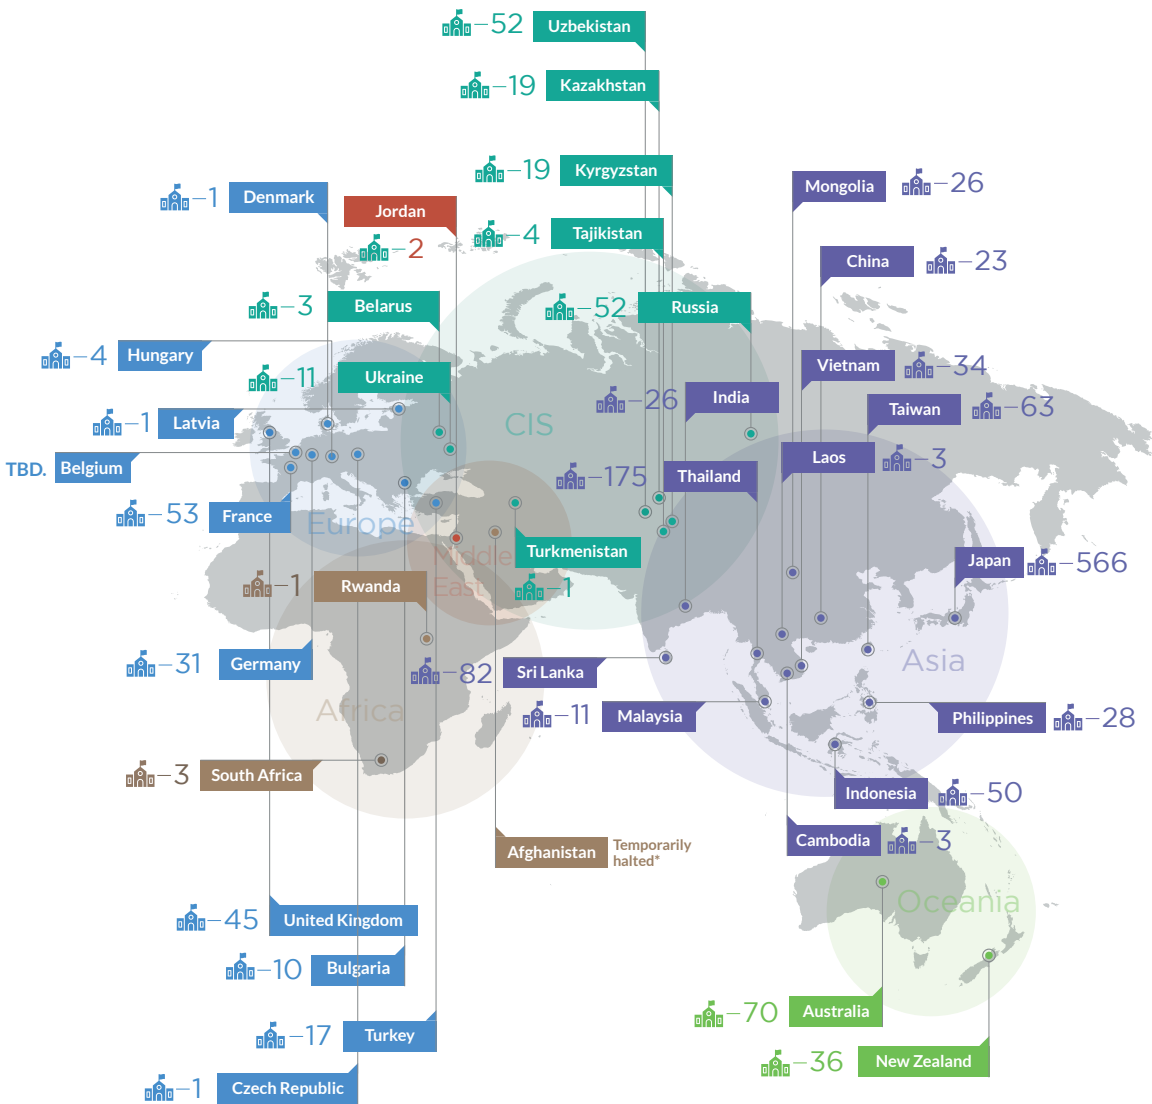 –52 Uzbekistan
–19 Kazakhstan
–19 Kyrgyzstan
Mongolia –26
–1 Denmark
Jordan
–2
–4 Tajikistan
China –23
–3 Belarus
–52 Russia
–4 Hungary
–11 Ukraine
Vietnam –34
–26 India
Taiwan –63
–1 Latvia
CIS
TBD. Belgium
Laos –3
–175 Thailand
–53 France
Europe
Turkmenistan
–1
Middle
East
Japan –566
–1 Rwanda
–31 Germany
–82 Sri Lanka
Asia
Africa
–11 Malaysia
Philippines –28
–3 South Africa
Indonesia –50
Cambodia –3
Afghanistan Temporarily
halted*
Oceania
–45 United Kingdom
–10 Bulgaria
–70 Australia
–17 Turkey
–36 New Zealand
–1 Czech Republic